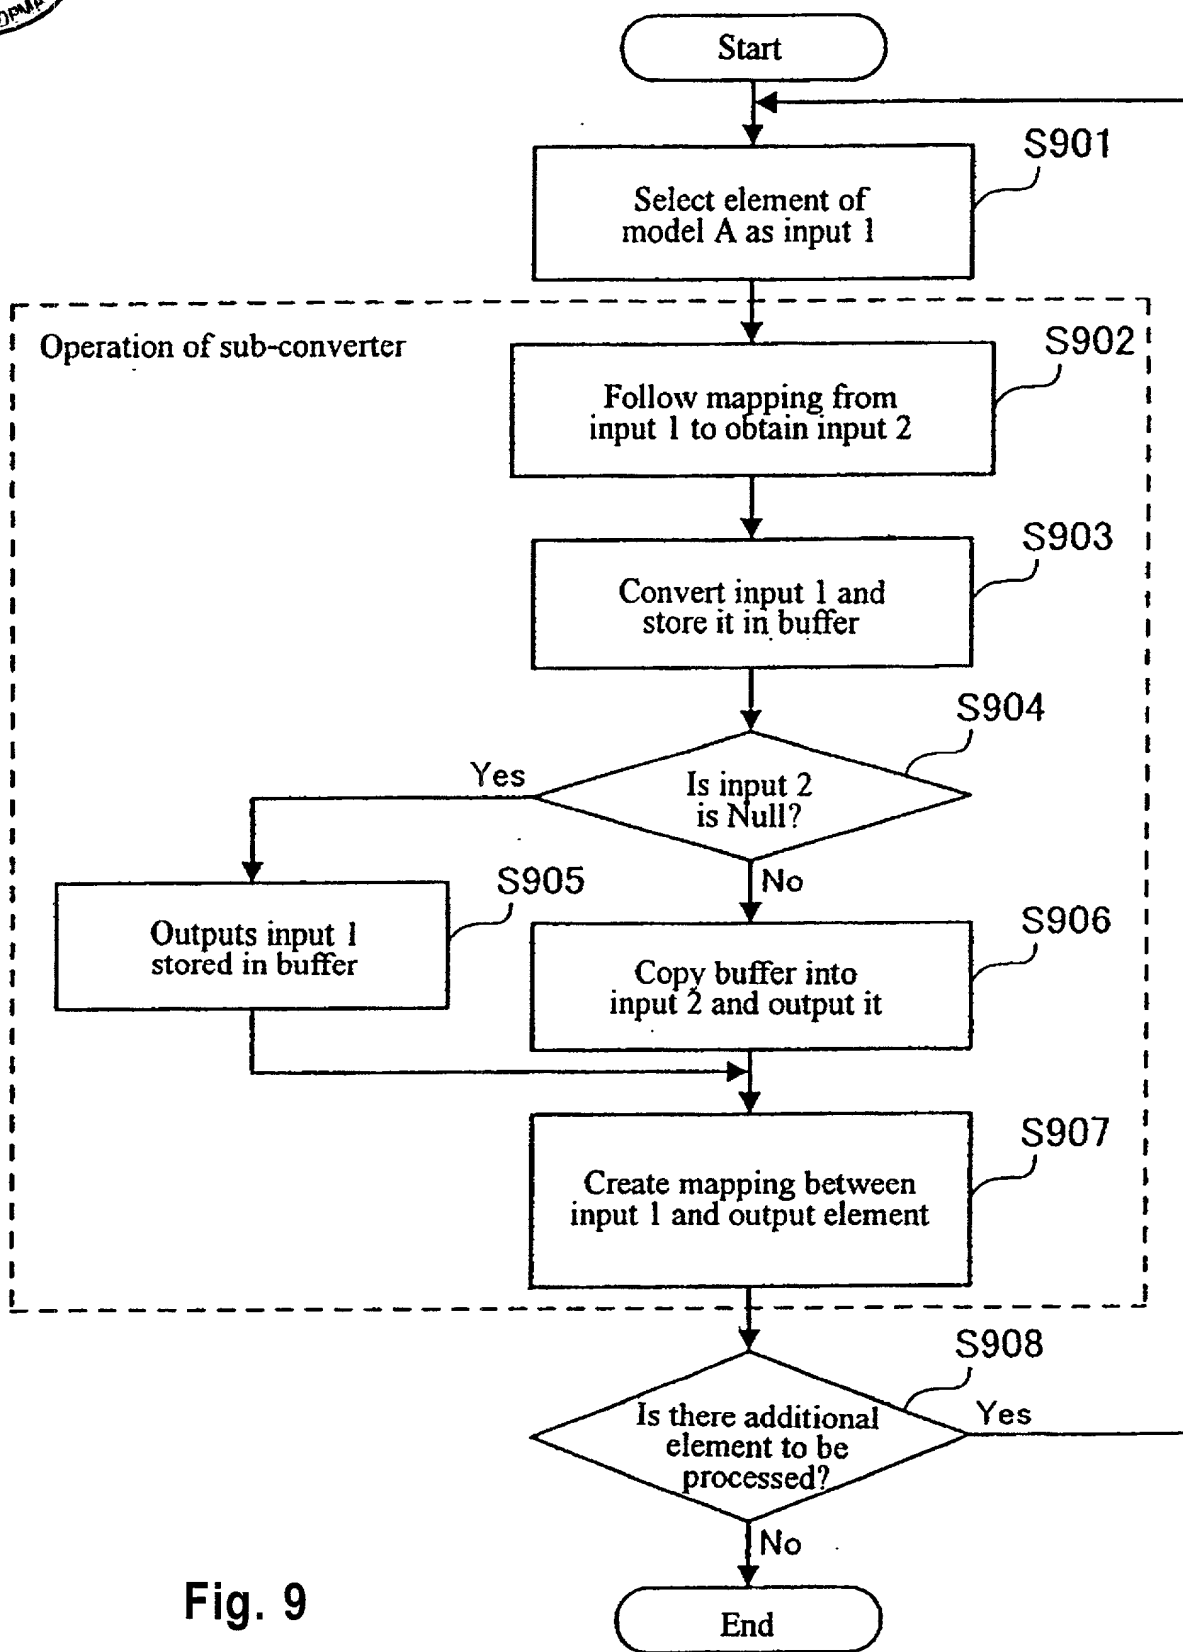 Start
S901
Select element of
model A as input 1
Operation of sub-converter
S902
Follow mapping from
input 1 to obtain input 2
S903
Convert input 1 and
store it in buffer
S904
Yes
Is input 2
is Null?
No
S905
Outputs input 1
stored in buffer
S906
Copy buffer into
input 2 and output it
S907
Create mapping between
input 1 and output element
S908
Is there additional
element to be
processed?
Yes
No
End
Fig. 9